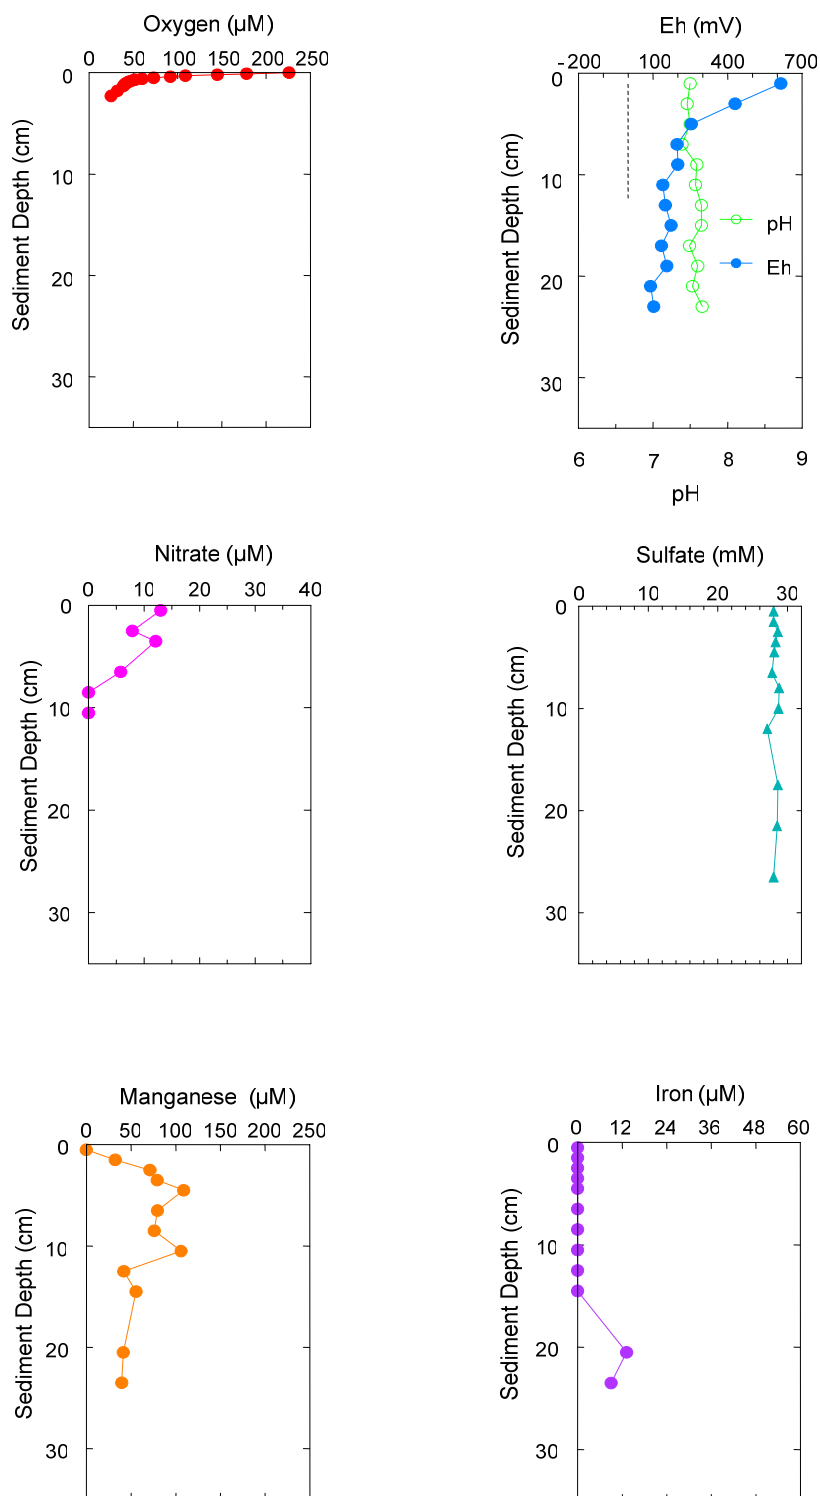 Oxygen (µM)
0 50 100 150 200 250
0
10
20
30
Sediment Depth (cm)
Eh (mV)
-200 100 400 700
0
10
20
30
Sediment Depth (cm)
pH
Eh
6 7 8 9
pH
Nitrate (µM)
0 10 20 30 40
0
10
20
30
Sediment Depth (cm)
Sulfate (mM)
0 10 20 30
0
10
20
30
Sediment Depth (cm)
Manganese (µM)
0 50 100 150 200 250
0
10
20
30
Sediment Depth (cm)
Iron (µM)
0 12 24 36 48 60
0
10
20
30
Sediment Depth (cm)